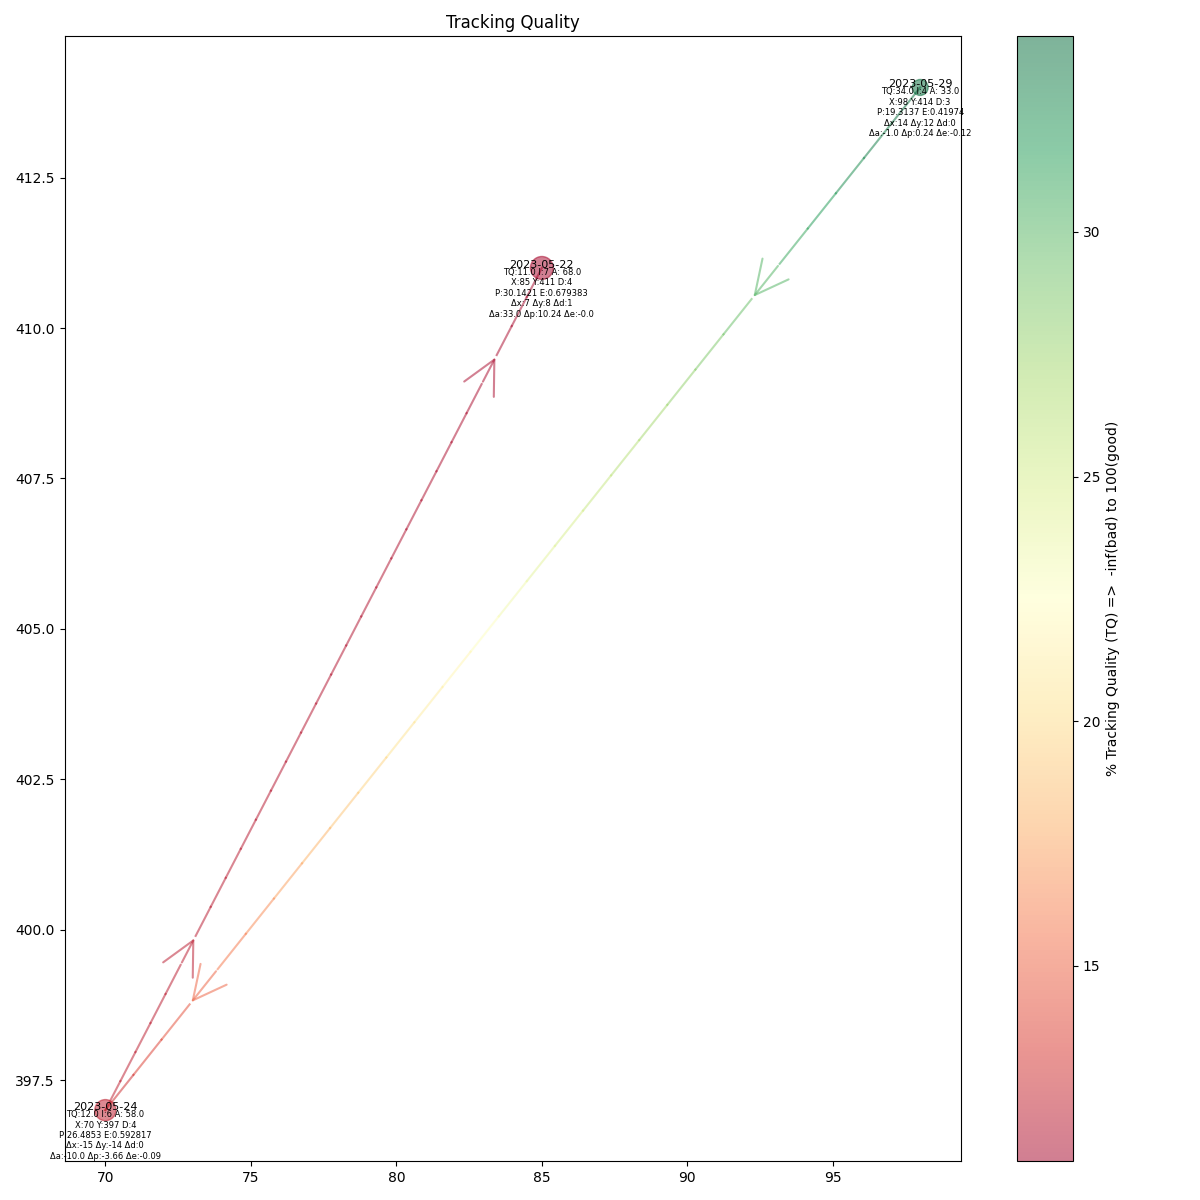 Tracking Quality
2023-05-29
TQ:34.0 I:4 A: 33.0
X:98 Y:414 D:3
P:19.3137 E:0.41974
Δx:14 Δy:12 Δd:0
Δa:-1.0 Δp:0.24 Δe:-0.12
2023-05-22
TQ:11.0 I:7 A: 68.0
X:85 Y:411 D:4
P:30.1421 E:0.679383
Δx:7 Δy:8 Δd:1
Δa:33.0 Δp:10.24 Δe:-0.0
2023-05-24
TQ:12.0 I:6 A: 58.0
X:70 Y:397 D:4
P:26.4853 E:0.592817
Δx:-15 Δy:-14 Δd:0
Δa:-10.0 Δp:-3.66 Δe:-0.09
412.5
410.0
407.5
405.0
402.5
400.0
397.5
70
75
80
85
90
95
30
25
20
15
% Tracking Quality (TQ) =>  -inf(bad) to 100(good)